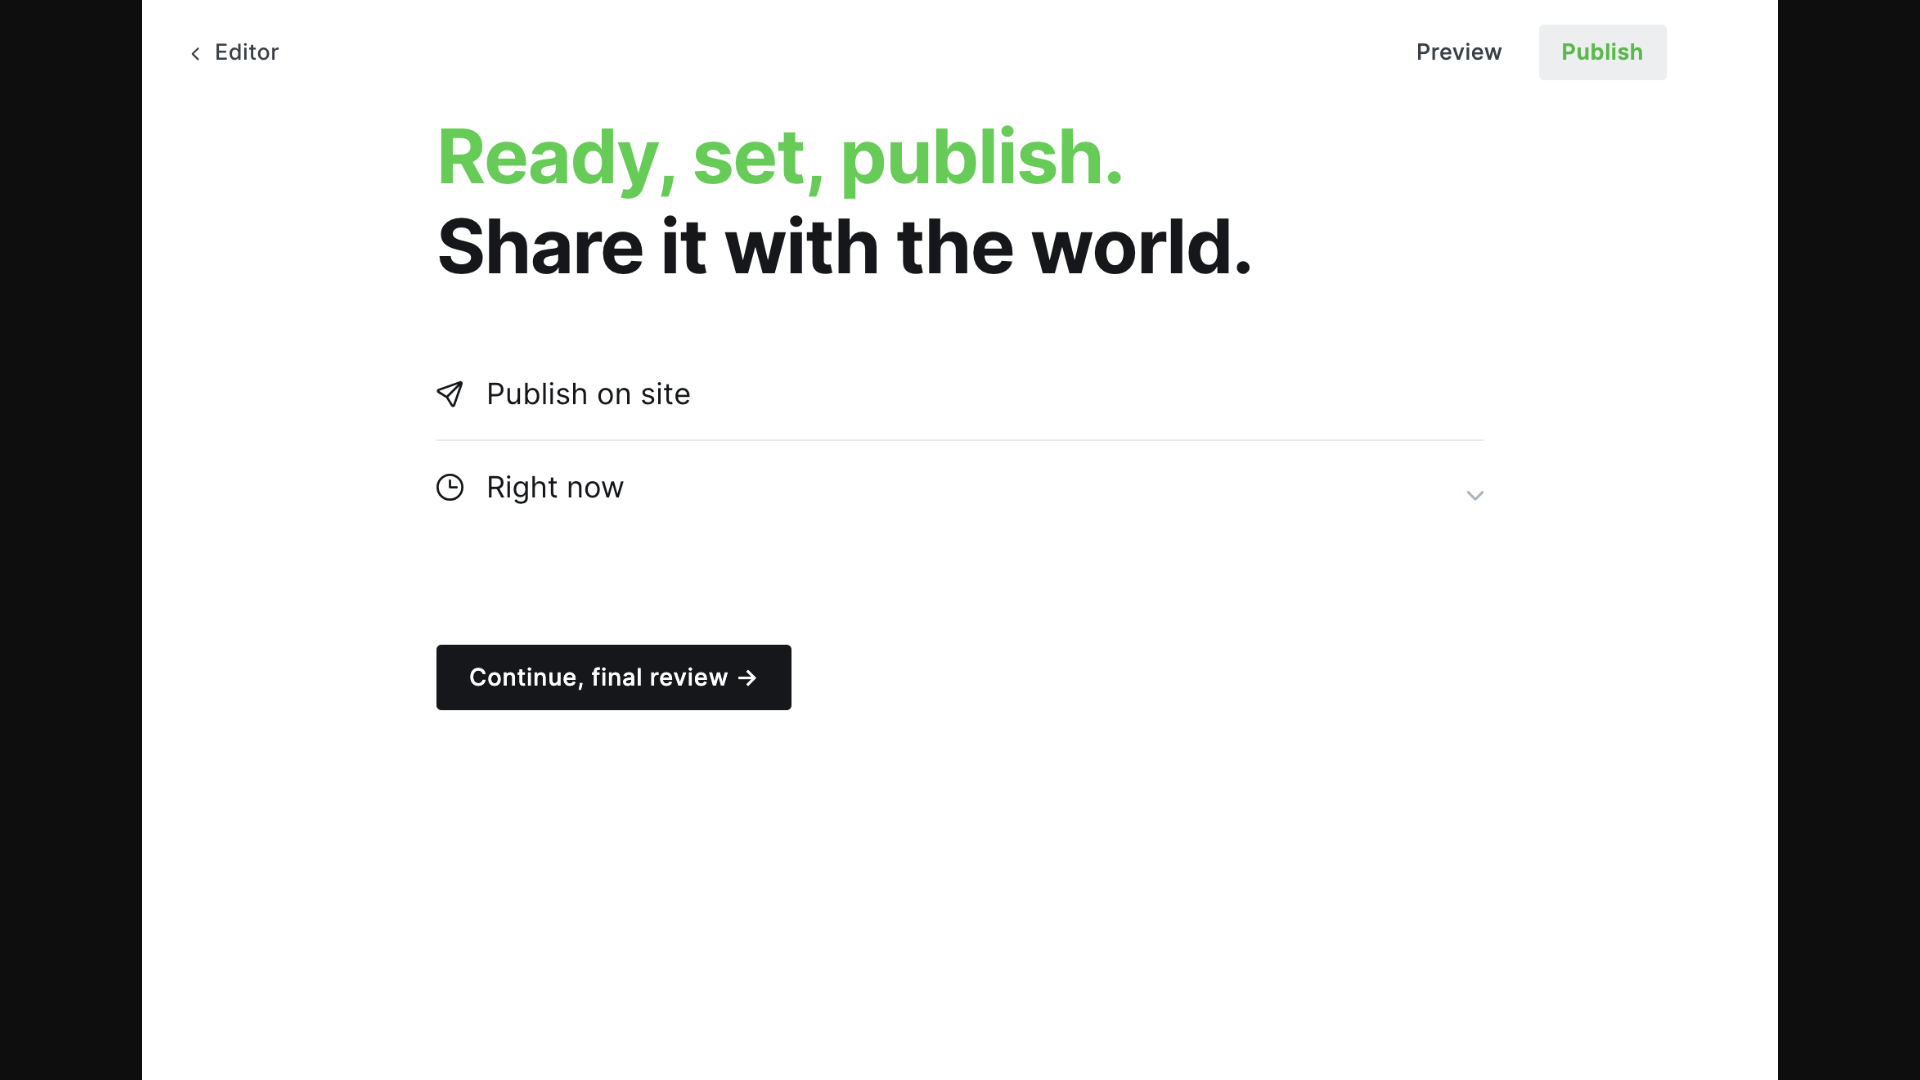 Editor
Preview
Publish
Ready, set, publish.
Share it with the world.
Publish on site
Right now
Continue, final review →